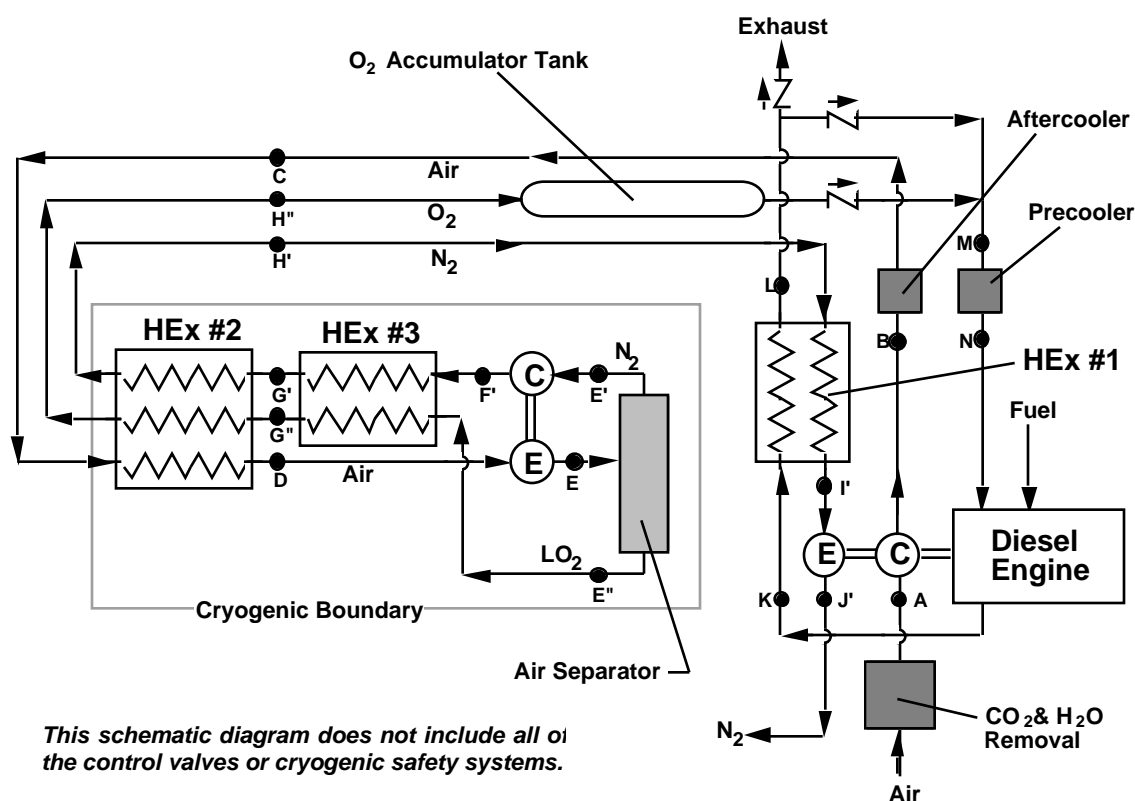 Exhaust
O2 Accumulator Tank
Aftercooler
C
Air
H"
O2
Precooler
H'
N2
M
L
B
N
HEx #2
HEx #3
N2
HEx #1
G'
F'
C
E'
Fuel
G"
D
Air
E
E
I'
E
C
Diesel
Engine
LO2
E"
K
J'
A
Cryogenic Boundary
Air Separator
CO2 & H2O
Removal
N2
Air
This schematic diagram does not include all of
the control valves or cryogenic safety systems.